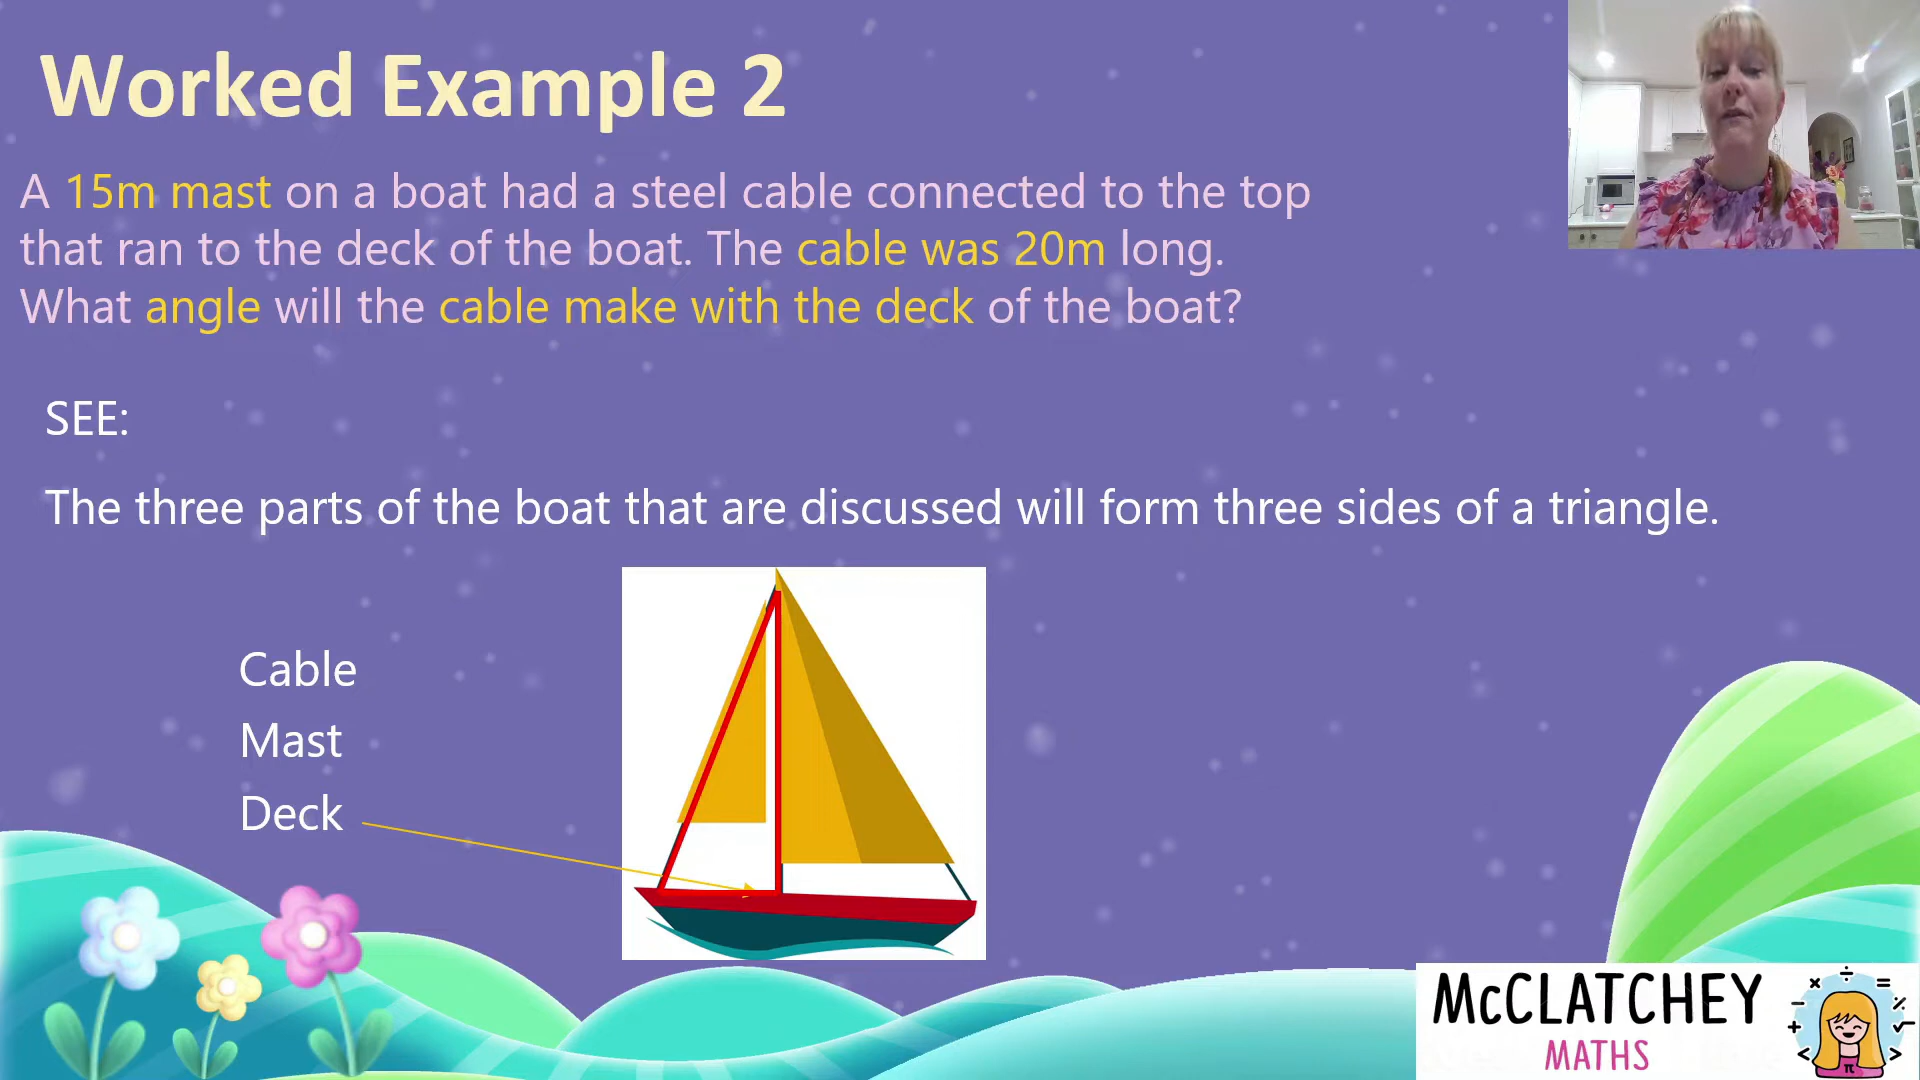 Worked Example 2
A 15m mast on a boat had a steel cable connected to the top
that ran to the deck of the boat. The cable was 20m long.
What angle will the cable make with the deck of the boat?
SEE:
The three parts of the boat that are discussed will form three sides of a triangle.
Cable
Mast
Deck
McCLATCHEY
MATHS